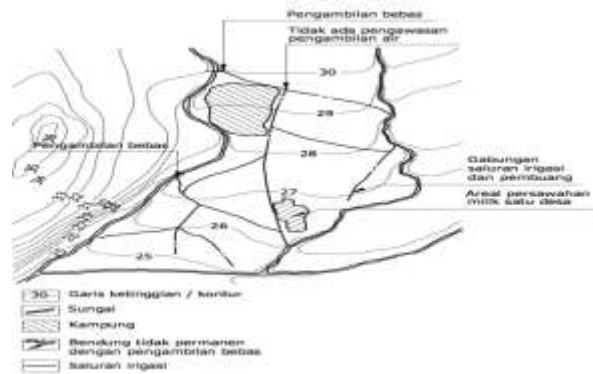 Pengambilan bebas
Tidak ada pengawasan
pengambilan air
30
29
Pengambilan bebas
28
Gabungan
saluran irigasi
dan pembuang
27
Areal persawahan
milik satu desa
26
25
30 Garis ketinggian / kontur
Sungai
Kampung
Bendung tidak permanen
dengan pengambilan bebas
Saluran irigasi